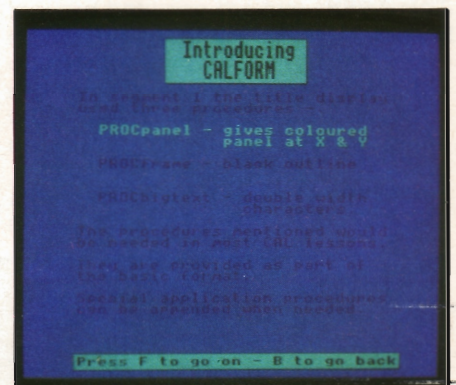 Introducing
CALFORM
In segment 1 the title display
used three procedures -
PROCpanel - gives coloured
panel at X & Y
PROCframe - blank outline
PROCbigtext - double width
characters
The procedures mentioned would
be needed in most CAL lessons.
They are provided as part of
the basic 'format'
Special application procedures
can be appended when needed
Press F to go on - B to go back